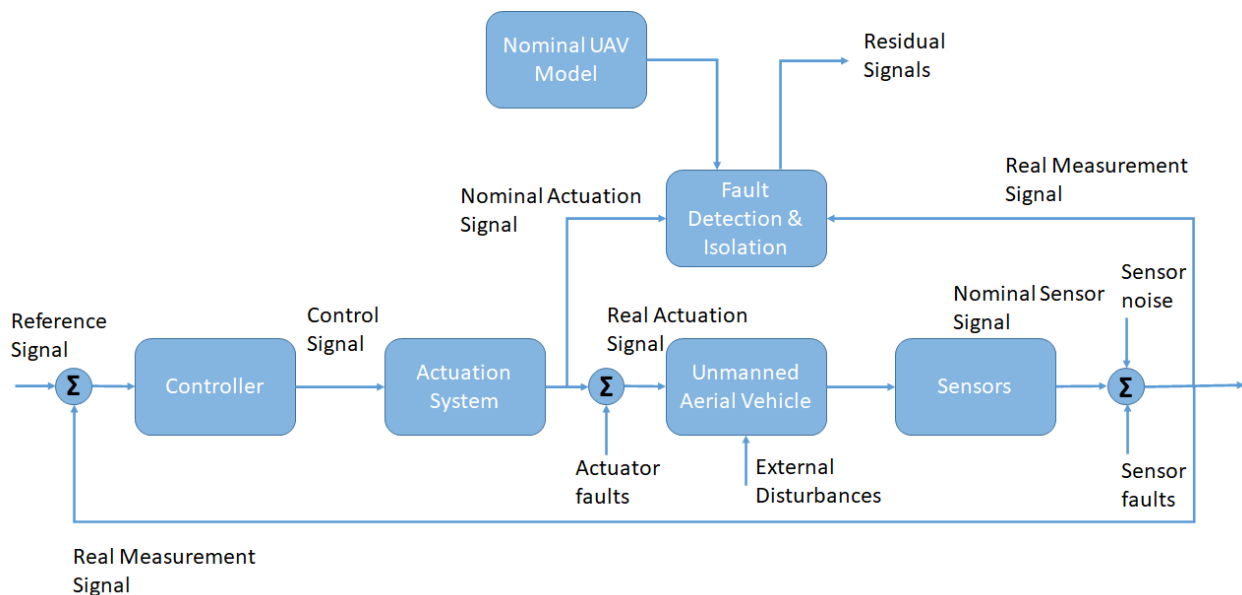 Nominal UAV
Model
Residual
Signals
Nominal Actuation
Signal
Fault
Detection &
Isolation
Real Measurement
Signal
Reference
Signal
Control
Signal
Real Actuation
Signal
Nominal Sensor
Signal
Sensor
noise
Σ
Controller
Actuation
System
Σ
Unmanned
Aerial Vehicle
Sensors
Σ
Actuator
faults
External
Disturbances
Sensor
faults
Real Measurement
Signal